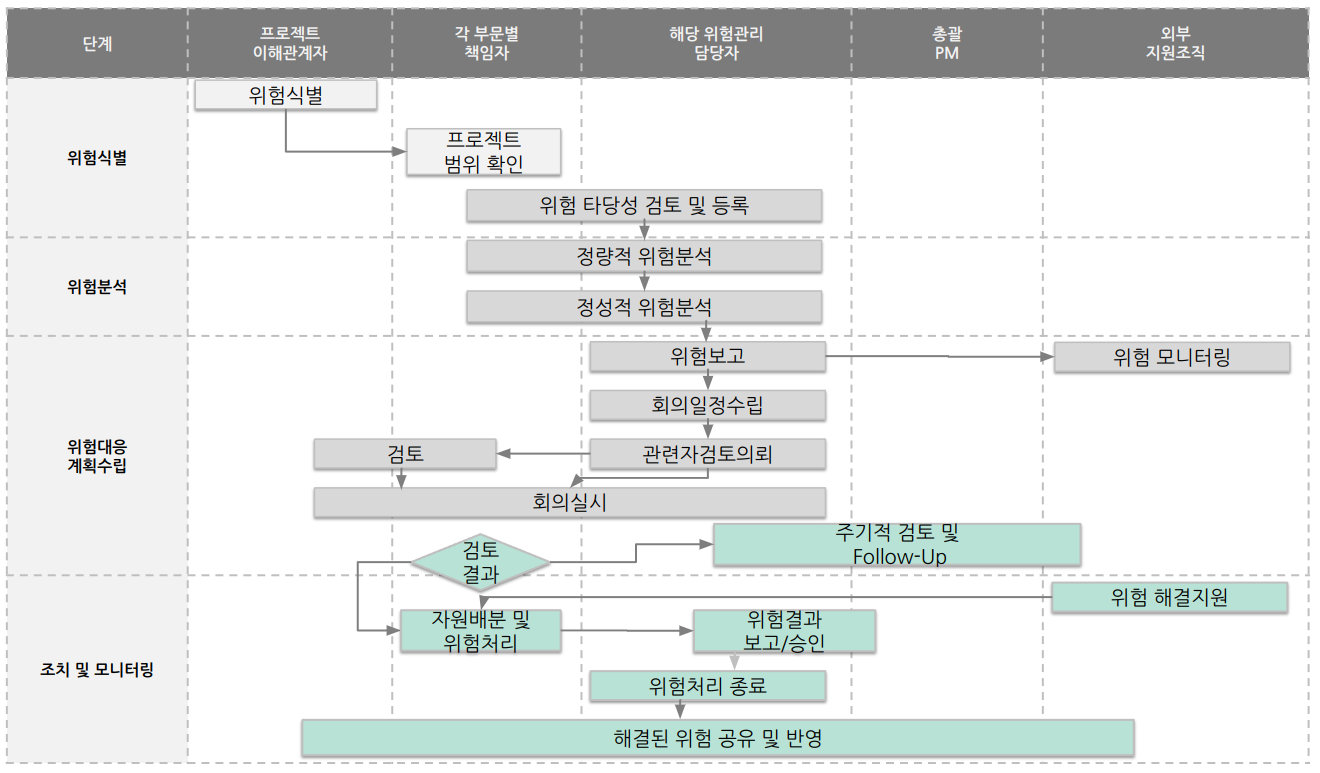 단계
프로젝트
이해관계자
각 부문별
책임자
해당 위험관리
담당자
총괄
PM
외부
지원조직
위험식별
위험식별
프로젝트
범위 확인
위험 타당성 검토 및 등록
위험분석
정량적 위험분석
정성적 위험분석
위험대응
계획수립
위험보고
위험 모니터링
회의일정수립
검토
관련자검토의뢰
회의실시
검토
결과
주기적 검토 및
Follow-Up
조치 및 모니터링
위험 해결지원
자원배분 및
위험처리
위험결과
보고/승인
위험처리 종료
해결된 위험 공유 및 반영